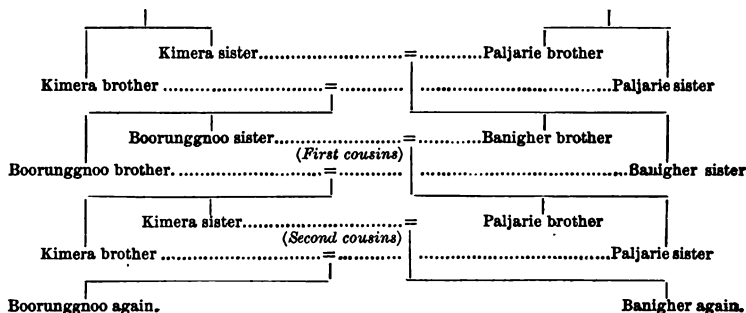 Kimera sister....................=..........Paljarie brother
Kimera brother ......................=........ ...........................Paljarie sister
Boorunggnoo sister................=........Banigher brother
(First cousins)
Boorunggnoo brother. ...................=........ ...........................Banigher sister
Kimera sister....................= Paljarie brother
(Second cousins)
Kimera brother ......................=........ ...........................Paljarie sister
Boorunggnoo again. Banigher again.